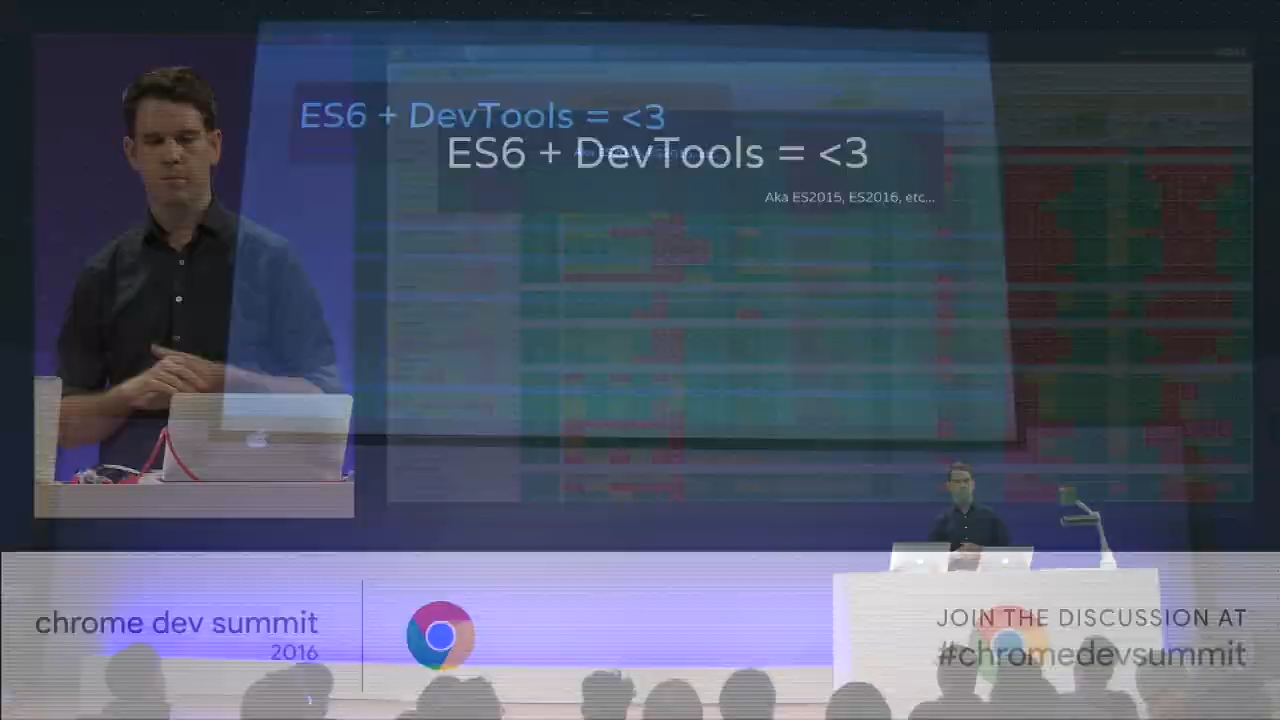 ES6 + DevTools = <3
ES6 + DevTools = <3
Aka ES2015, ES2016, etc...
chrome dev summit
2016
JOIN THE DISCUSSION AT
#chromedevsummit